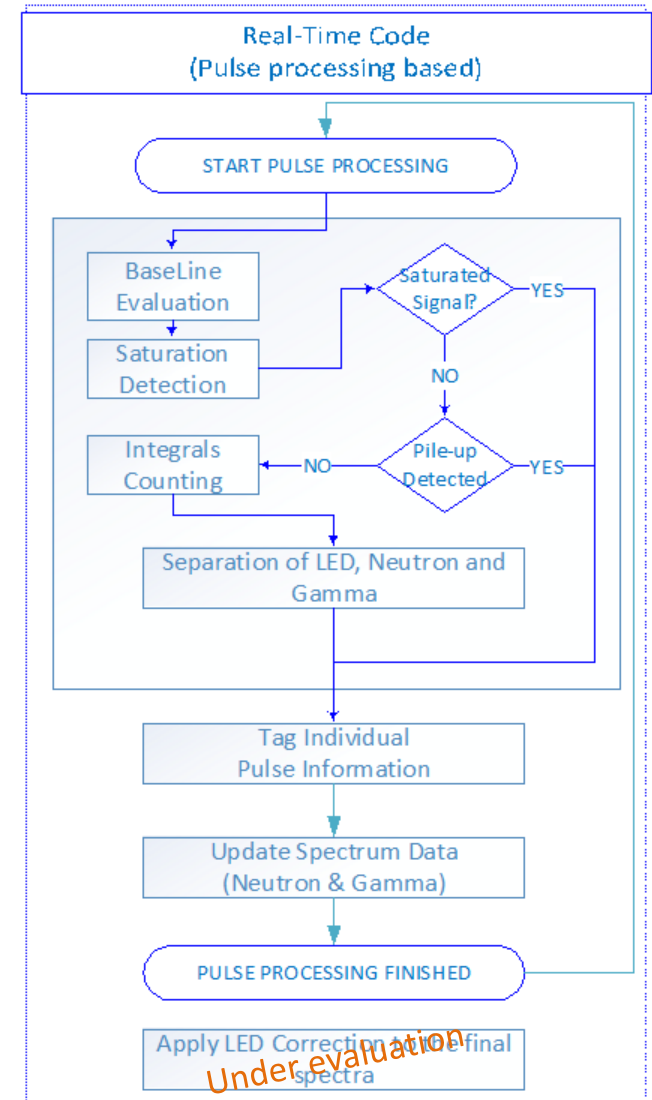 Real-Time Code
(Pulse processing based)
START PULSE PROCESSING
BaseLine
Evaluation
Saturated
Signal?
YES
Saturation
Detection
NO
Integrals
Counting
NO
Pile-up
Detected
YES
Separation of LED, Neutron and
Gamma
Tag Individual
Pulse Information
Update Spectrum Data
(Neutron & Gamma)
PULSE PROCESSING FINISHED
Apply LED Correction to the final
spectra
Under evaluation